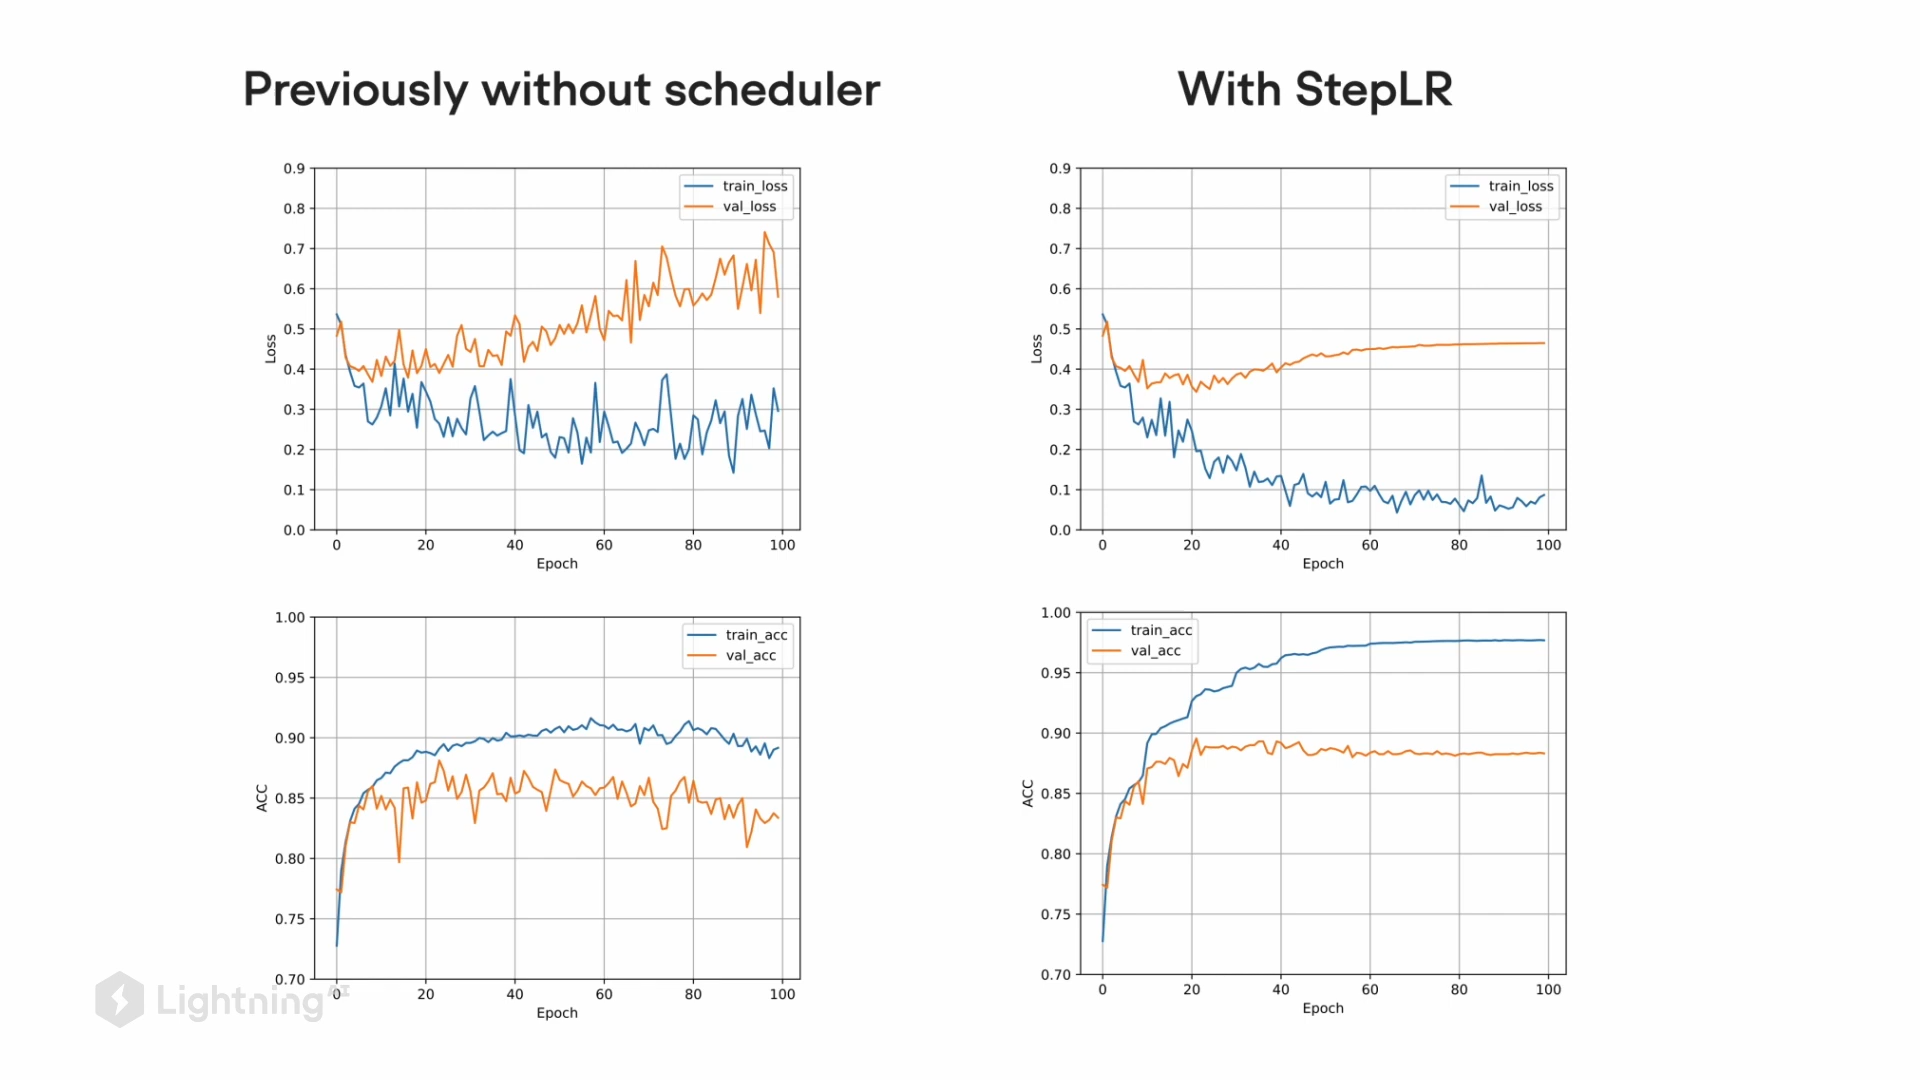 Previously without scheduler
With StepLR
0.9
0.8
0.7
0.6
0.5
0.4
0.3
0.2
0.1
0.0
Loss
train_loss
val_loss
0 20 40 60 80 100
Epoch
0.9
0.8
0.7
0.6
0.5
0.4
0.3
0.2
0.1
0.0
Loss
train_loss
val_loss
0 20 40 60 80 100
Epoch
1.00
0.95
0.90
0.85
0.80
0.75
0.70
ACC
train_acc
val_acc
0 20 40 60 80 100
Epoch
1.00
0.95
0.90
0.85
0.80
0.75
0.70
ACC
train_acc
val_acc
0 20 40 60 80 100
Epoch
Lightning AI